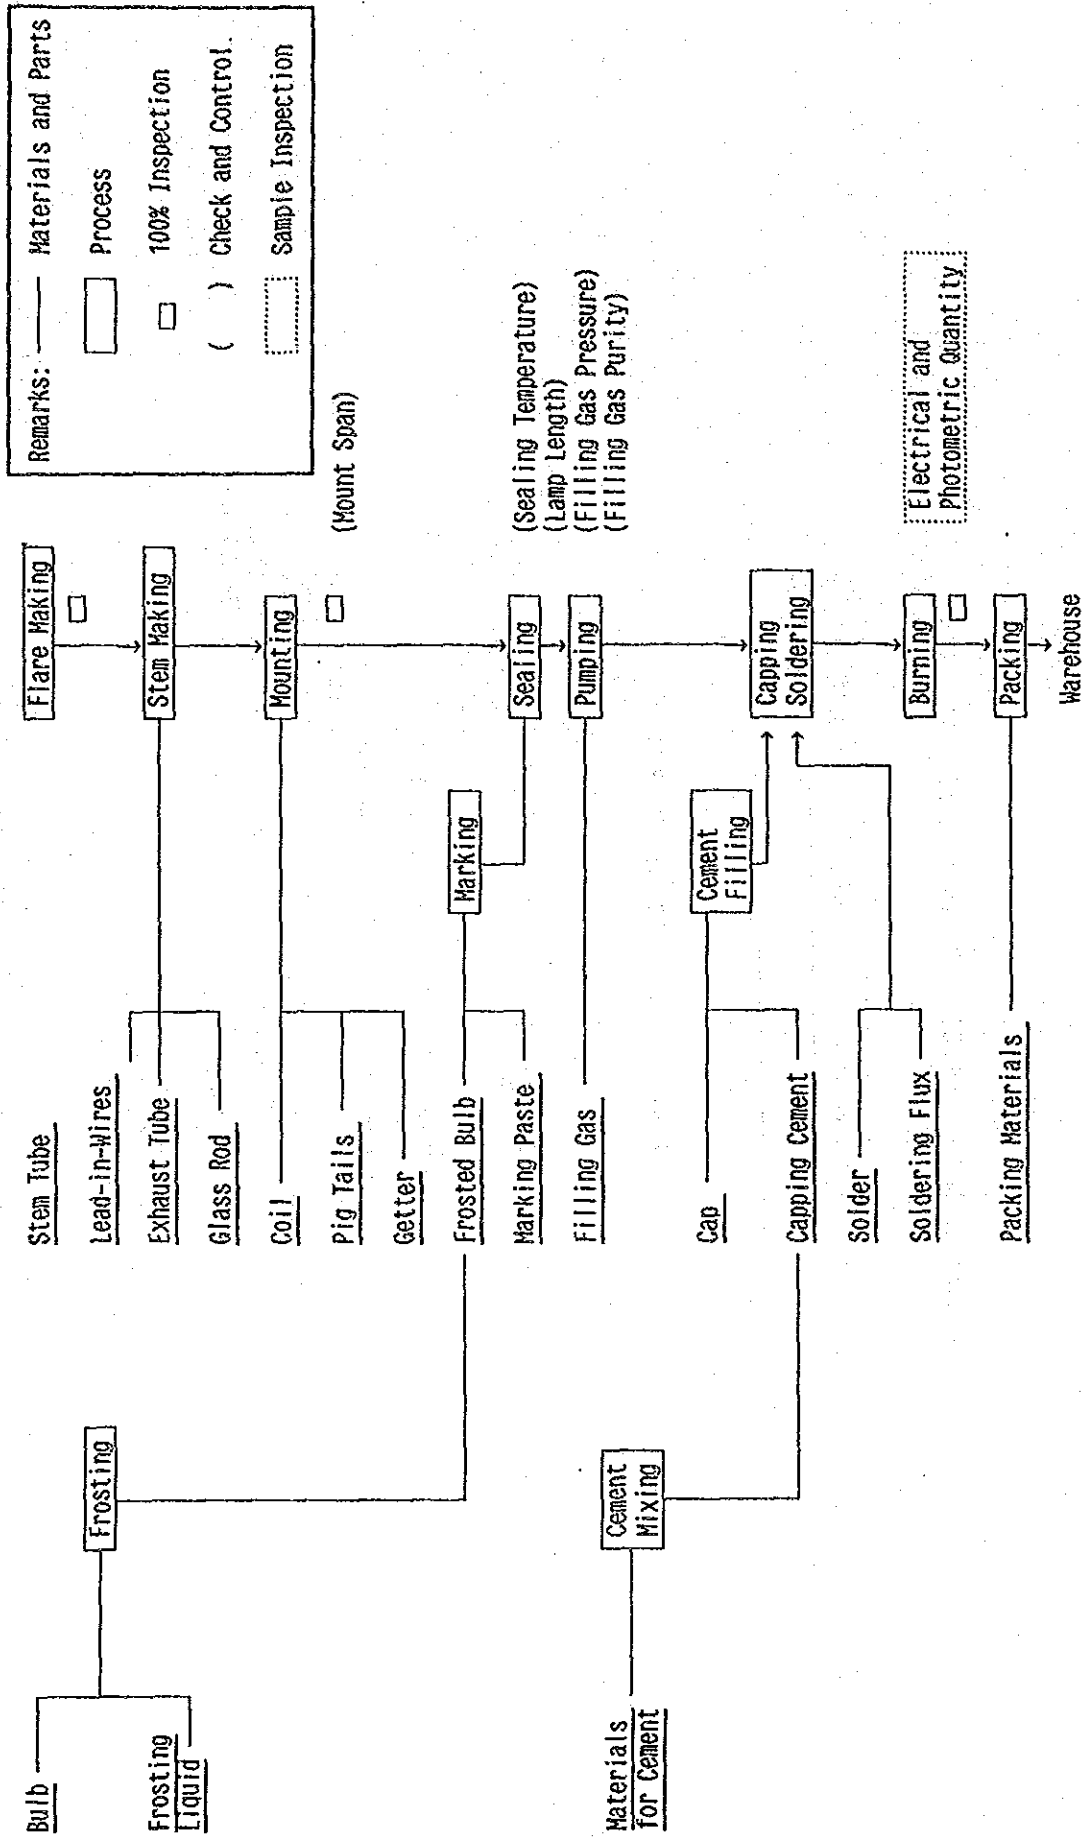 Remarks: —— Materials and Parts
Process
100% Inspection
( ) Check and Control.
Sample Inspection
Bulb
Frosting
Liquid
Frosting
Materials
for Cement
Cement
Mixing
Stem Tube
Lead-in-Wires
Exhaust Tube
Glass Rod
Coil
Pig Tails
Getter
Frosted Bulb
Marking Paste
Filling Gas
Cap
Capping Cement
Solder
Soldering Flux
Packing Materials
Marking
Cement
Filling
Flare Making
Stem Making
Mounting
Sealing
Pumping
Capping
Soldering
Burning
Packing
Warehouse
(Mount Span)
(Sealing Temperature)
(Lamp Length)
(Filling Gas Pressure)
(Filling Gas Purity)
Electrical and
Photometric Quantity